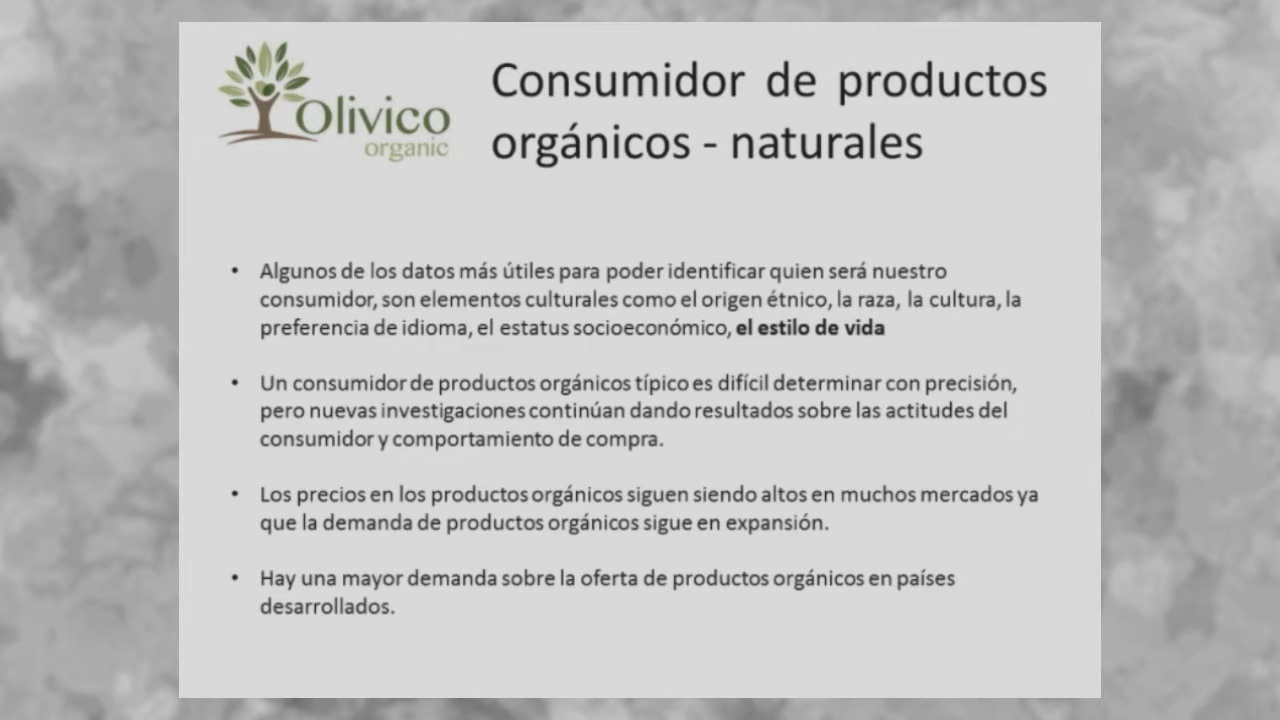 Olivico
organic
Consumidor de productos
orgánicos - naturales
• Algunos de los datos más útiles para poder identificar quien será nuestro
consumidor, son elementos culturales como el origen étnico, la raza, la cultura, la
preferencia de idioma, el estatus socioeconómico, el estilo de vida
• Un consumidor de productos orgánicos típico es difícil determinar con precisión,
pero nuevas investigaciones continúan dando resultados sobre las actitudes del
consumidor y comportamiento de compra.
• Los precios en los productos orgánicos siguen siendo altos en muchos mercados ya
que la demanda de productos orgánicos sigue en expansión.
• Hay una mayor demanda sobre la oferta de productos orgánicos en países
desarrollados.